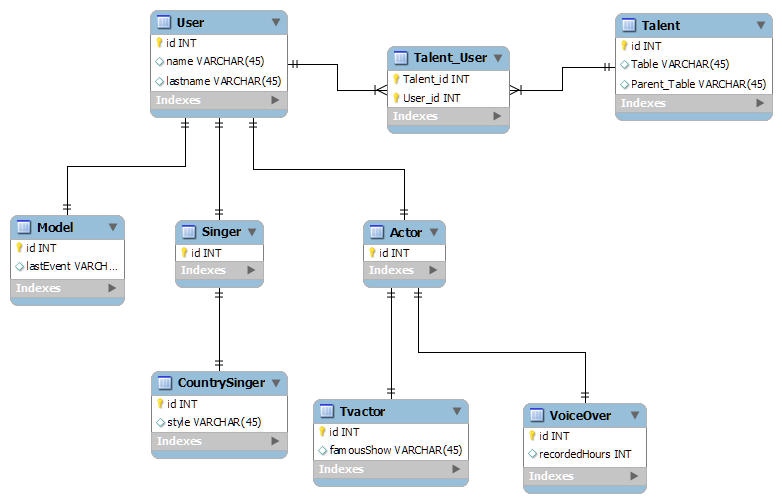 User
id INT
name VARCHAR(45)
lastname VARCHAR(45)
Indexes
Talent_User
Talent_id INT
User_id INT
Indexes
Talent
id INT
Table VARCHAR(45)
Parent_Table VARCHAR(45)
Indexes
Model
id INT
lastEvent VARCH...
Indexes
Singer
id INT
Indexes
Actor
id INT
Indexes
CountrySinger
id INT
style VARCHAR(45)
Indexes
Tvactor
id INT
famousShow VARCHAR(45)
Indexes
VoiceOver
id INT
recordedHours INT
Indexes